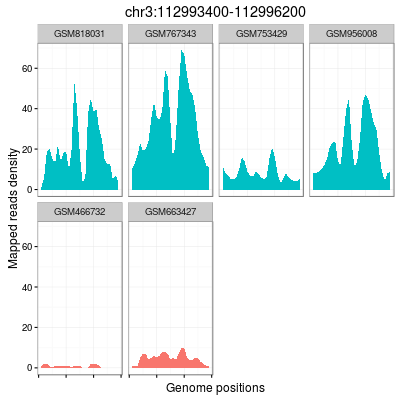 chr3:112993400-112996200
GSM818031 GSM767343 GSM753429 GSM956008
60
40
20
0
GSM466732 GSM663427
60
40
20
0
Mapped reads density
Genome positions